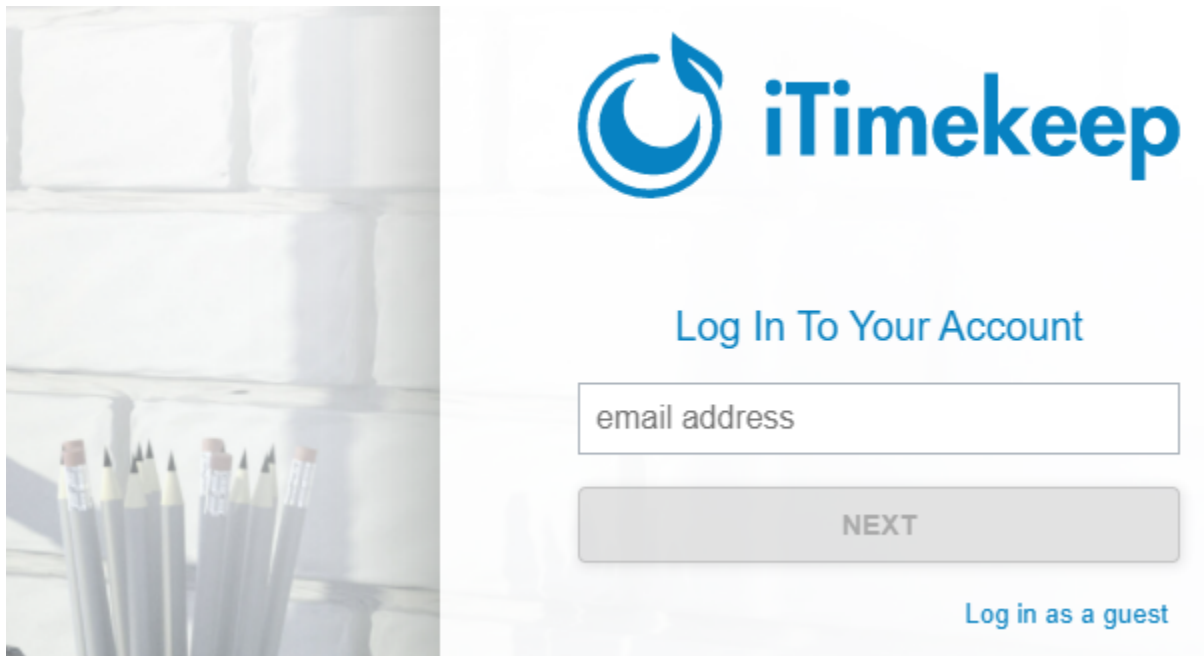 iTimekeep
Log In To Your Account
email address
NEXT
Log in as a guest